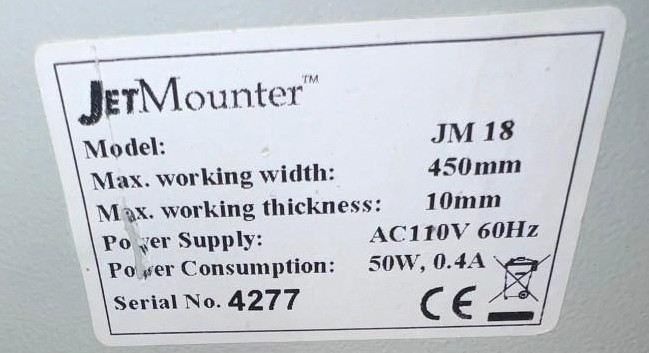 JETMounter™
Model: JM 18
Max. working width: 450mm
Max. working thickness: 10mm
Power Supply: AC110V 60Hz
Power Consumption: 50W, 0.4A
Serial No. 4277 CE